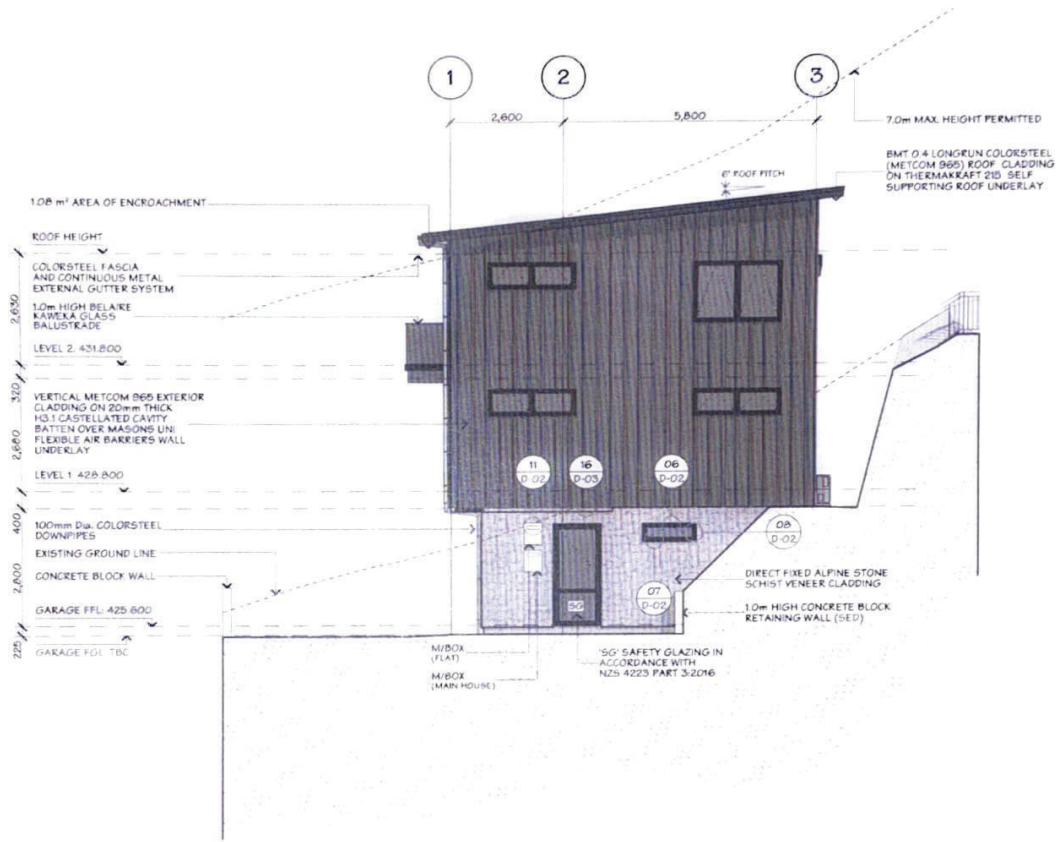 1
2
3
2,600
5,800
7.0m MAX. HEIGHT PERMITTED
BMT 0.4 LONGRUN COLORSTEEL
(METCOM 965) ROOF CLADDING
ON THERMAKRAFT 215 SELF
SUPPORTING ROOF UNDERLAY
6° ROOF PITCH
1.08 m² AREA OF ENCROACHMENT
ROOF HEIGHT
COLORSTEEL FASCIA
AND CONTINUOUS METAL
EXTERNAL GUTTER SYSTEM
1.0m HIGH BELAIRE
KAWEKA GLASS
BALUSTRADE
LEVEL 2: 431.800
VERTICAL METCOM 965 EXTERIOR
CLADDING ON 20mm THICK
H3.1 CASTELLATED CAVITY
BATTEN OVER MASONS UNI
FLEXIBLE AIR BARRIERS WALL
UNDERLAY
LEVEL 1: 428.800
100mm Dia. COLORSTEEL
DOWNPIPES
EXISTING GROUND LINE
CONCRETE BLOCK WALL
GARAGE FFL: 425.600
GARAGE FGL: TBC
2,630
320
2,680
400
2,800
225
11
D-02
16
D-03
06
D-02
08
D-02
07
D-02
SG
DIRECT FIXED ALPINE STONE
SCHIST VENEER CLADDING
1.0m HIGH CONCRETE BLOCK
RETAINING WALL (SED)
M/BOX
(FLAT)
M/BOX
(MAIN HOUSE)
'SG' SAFETY GLAZING IN
ACCORDANCE WITH
NZS 4223 PART 3:2016